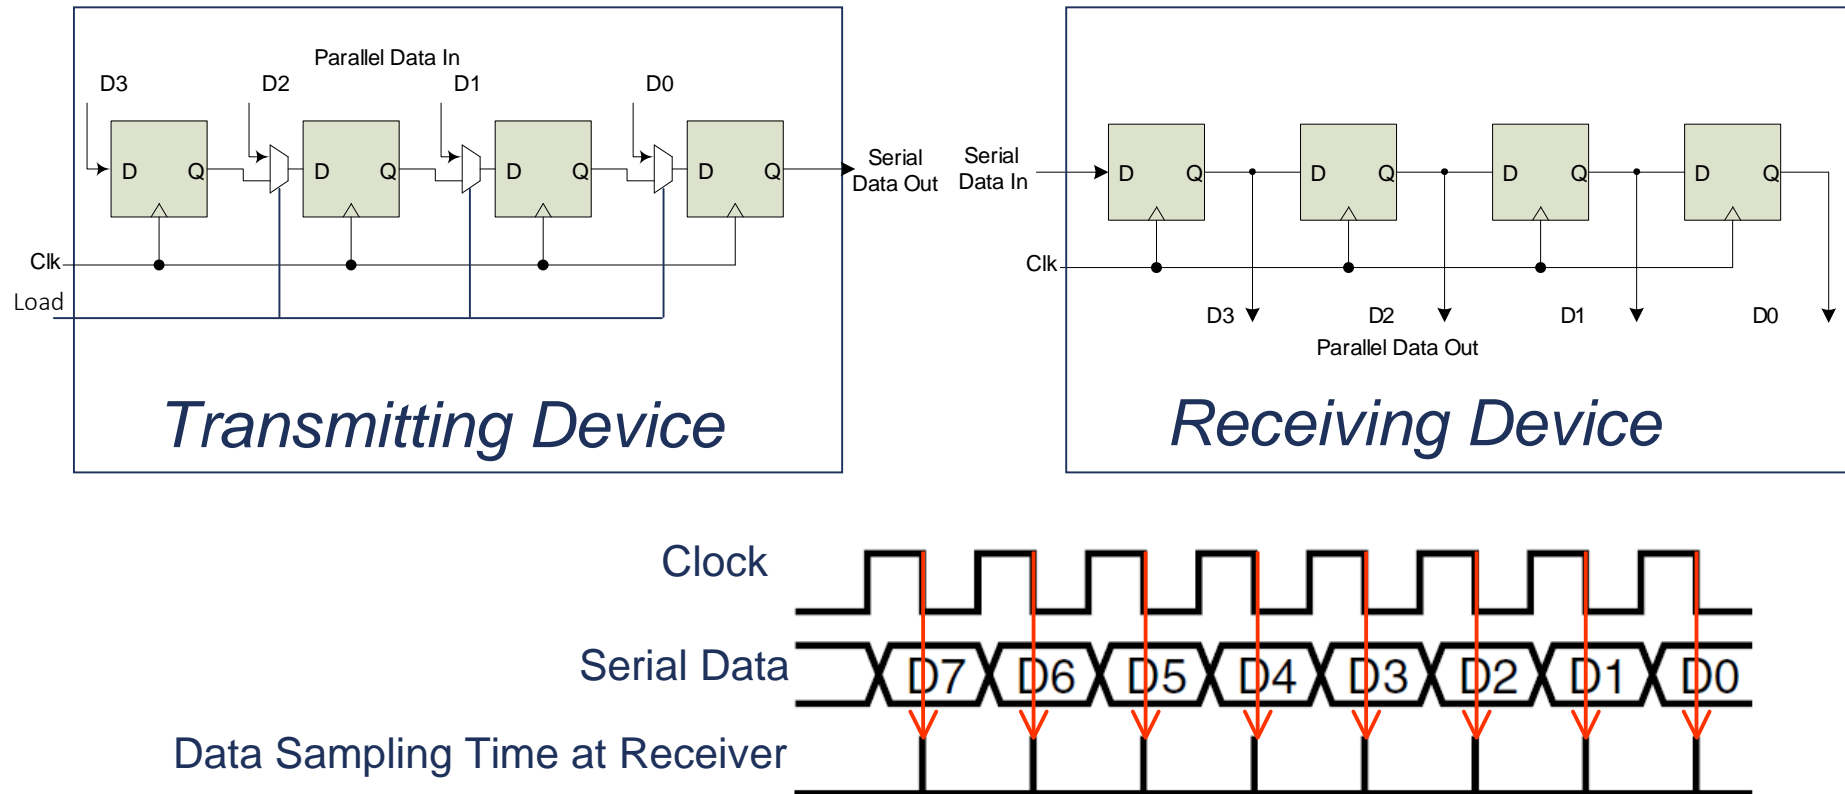 Parallel Data In
D3 D2 D1 D0
D Q D Q D Q D Q
Serial
Data Out
Clk
Load
Transmitting Device
Serial
Data In
D Q D Q D Q D Q
Clk
D3 D2 D1 D0
Parallel Data Out
Receiving Device
Clock
Serial Data D7 D6 D5 D4 D3 D2 D1 D0
Data Sampling Time at Receiver